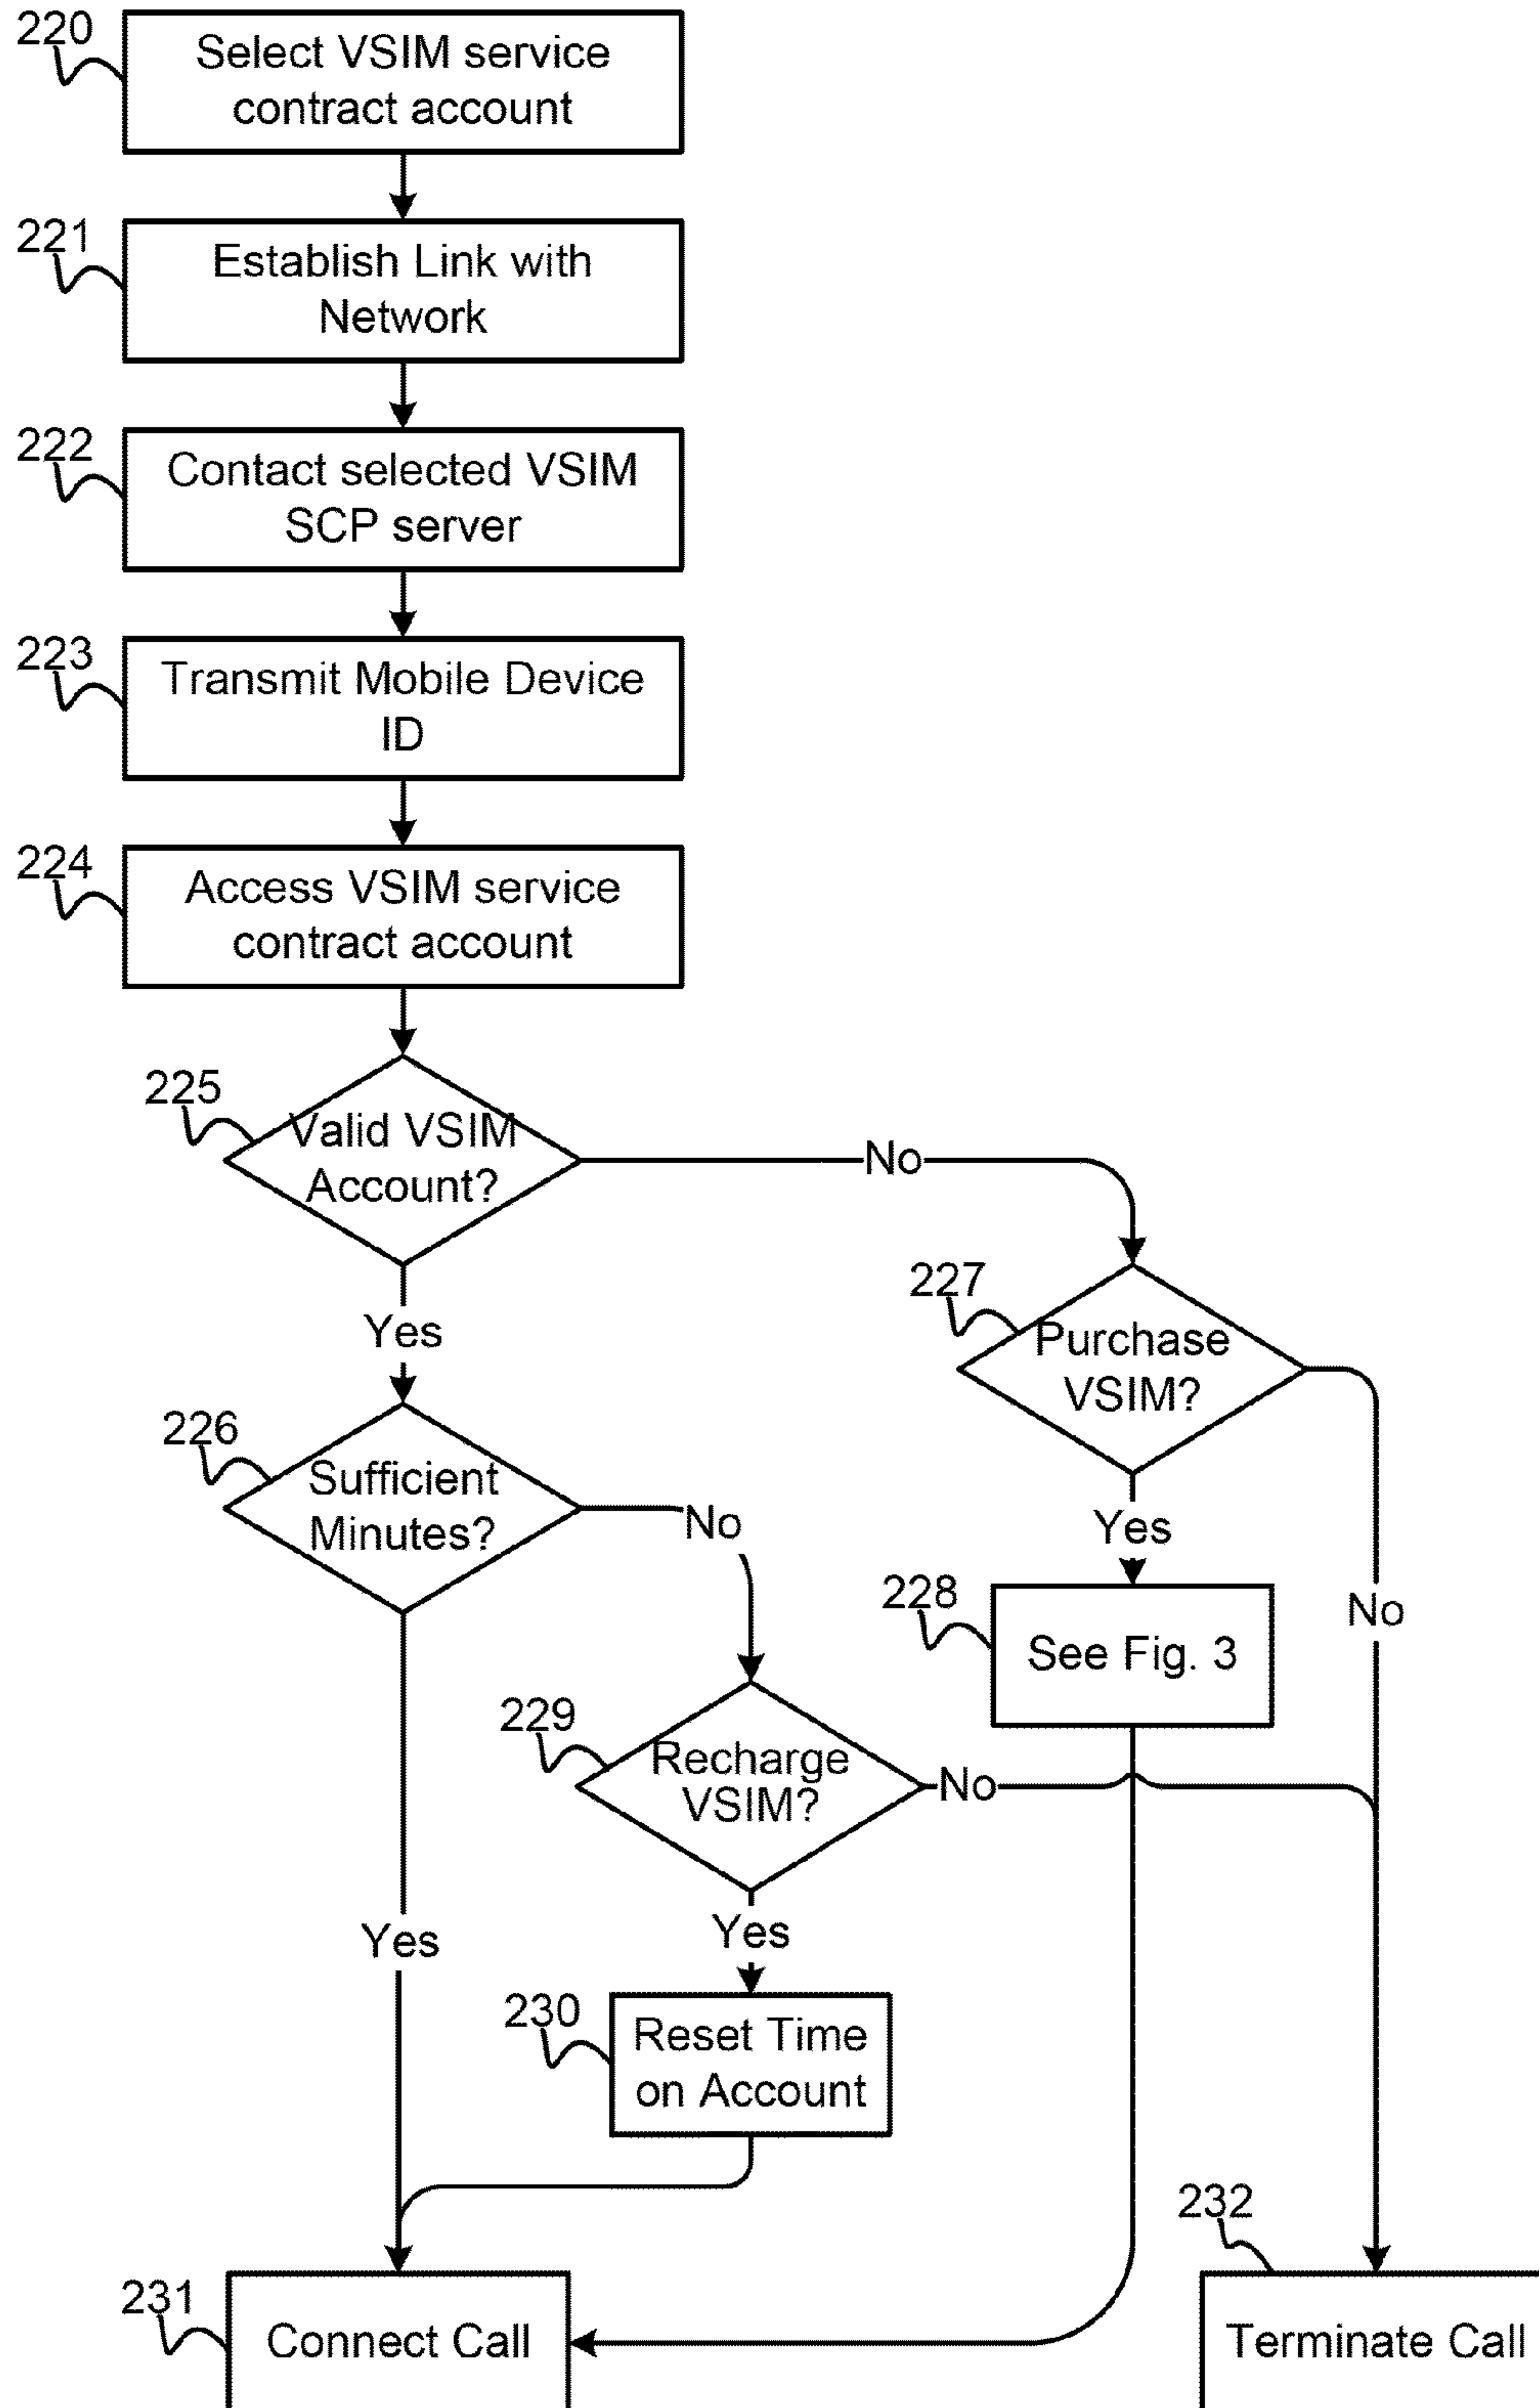 220
Select VSIM service
contract account
221
Establish Link with
Network
222
Contact selected VSIM
SCP server
223
Transmit Mobile Device
ID
224
Access VSIM service
contract account
225
Valid VSIM
Account?
No
Yes
227
Purchase
VSIM?
226
Sufficient
Minutes?
No
Yes
228
See Fig. 3
No
229
Recharge
VSIM?
No
Yes
Yes
230
Reset Time
on Account
231
Connect Call
232
Terminate Call